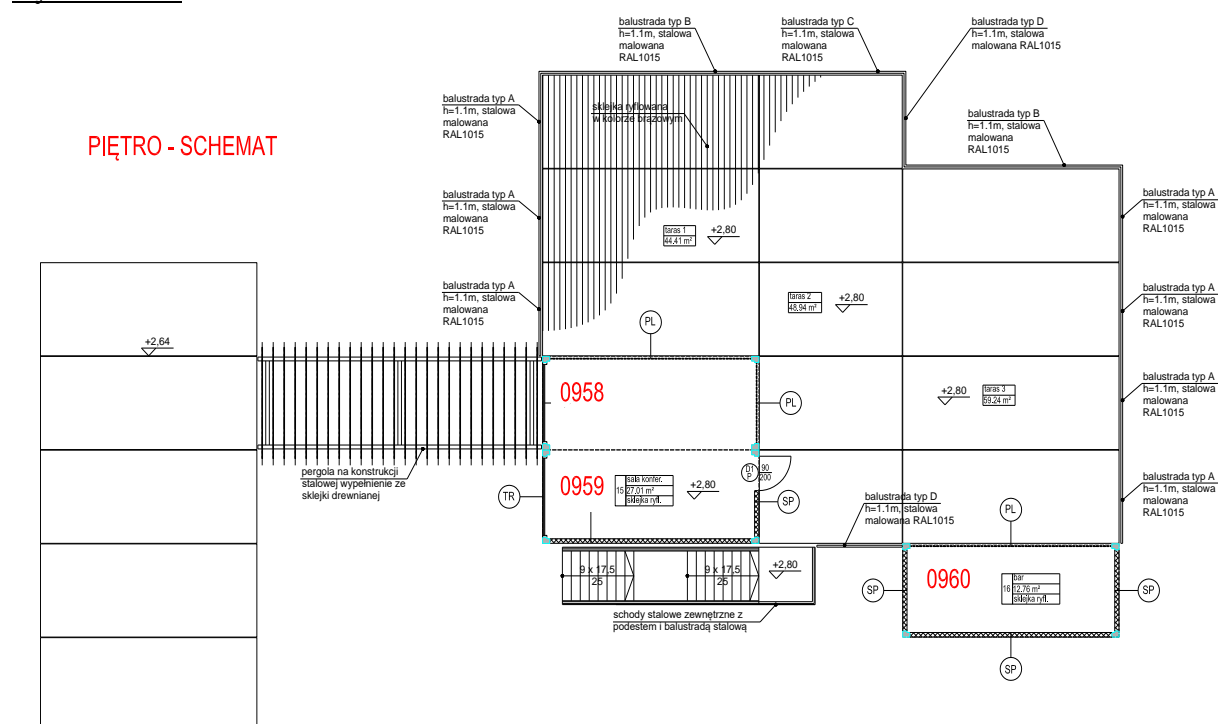 balustrada typ B
h=1.1m, stalowa
malowana
RAL1015
balustrada typ C
h=1.1m, stalowa
malowana
RAL1015
balustrada typ D
h=1.1m, stalowa
malowana RAL1015
balustrada typ A
h=1.1m, stalowa
malowana
RAL1015
sklejka ryflowana
w kolorze brązowym
balustrada typ B
h=1.1m, stalowa
malowana
RAL1015
PIĘTRO - SCHEMAT
balustrada typ A
h=1.1m, stalowa
malowana
RAL1015
balustrada typ A
h=1.1m, stalowa
malowana
RAL1015
taras 1
44.41 m²
+2,80
balustrada typ A
h=1.1m, stalowa
malowana
RAL1015
taras 2
48.94 m²
+2,80
balustrada typ A
h=1.1m, stalowa
malowana
RAL1015
PL
+2,64
0958
PL
+2,80
taras 3
59.24 m²
balustrada typ A
h=1.1m, stalowa
malowana
RAL1015
pergola na konstrukcji
stalowej wypełnienie ze
sklejki drewnianej
TR
0959
15
sala konfer.
27,01 m²
sklejka ryfl.
+2,80
D1
P
90
200
SP
balustrada typ D
h=1.1m, stalowa
malowana RAL1015
PL
balustrada typ A
h=1.1m, stalowa
malowana
RAL1015
9 x 17,5
25
9 x 17,5
25
+2,80
SP
0960
16
bar
12.76 m²
sklejka ryfl.
SP
schody stalowe zewnętrzne z
podestem i balustradą stalową
SP